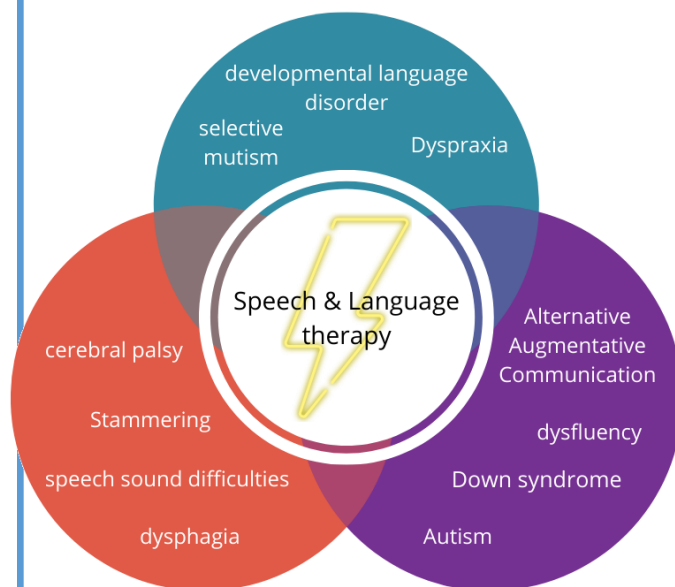 developmental language
disorder
selective
mutism
Dyspraxia
Speech & Language
therapy
cerebral palsy
Stammering
speech sound difficulties
dysphagia
Alternative
Augmentative
Communication
dysfluency
Down syndrome
Autism